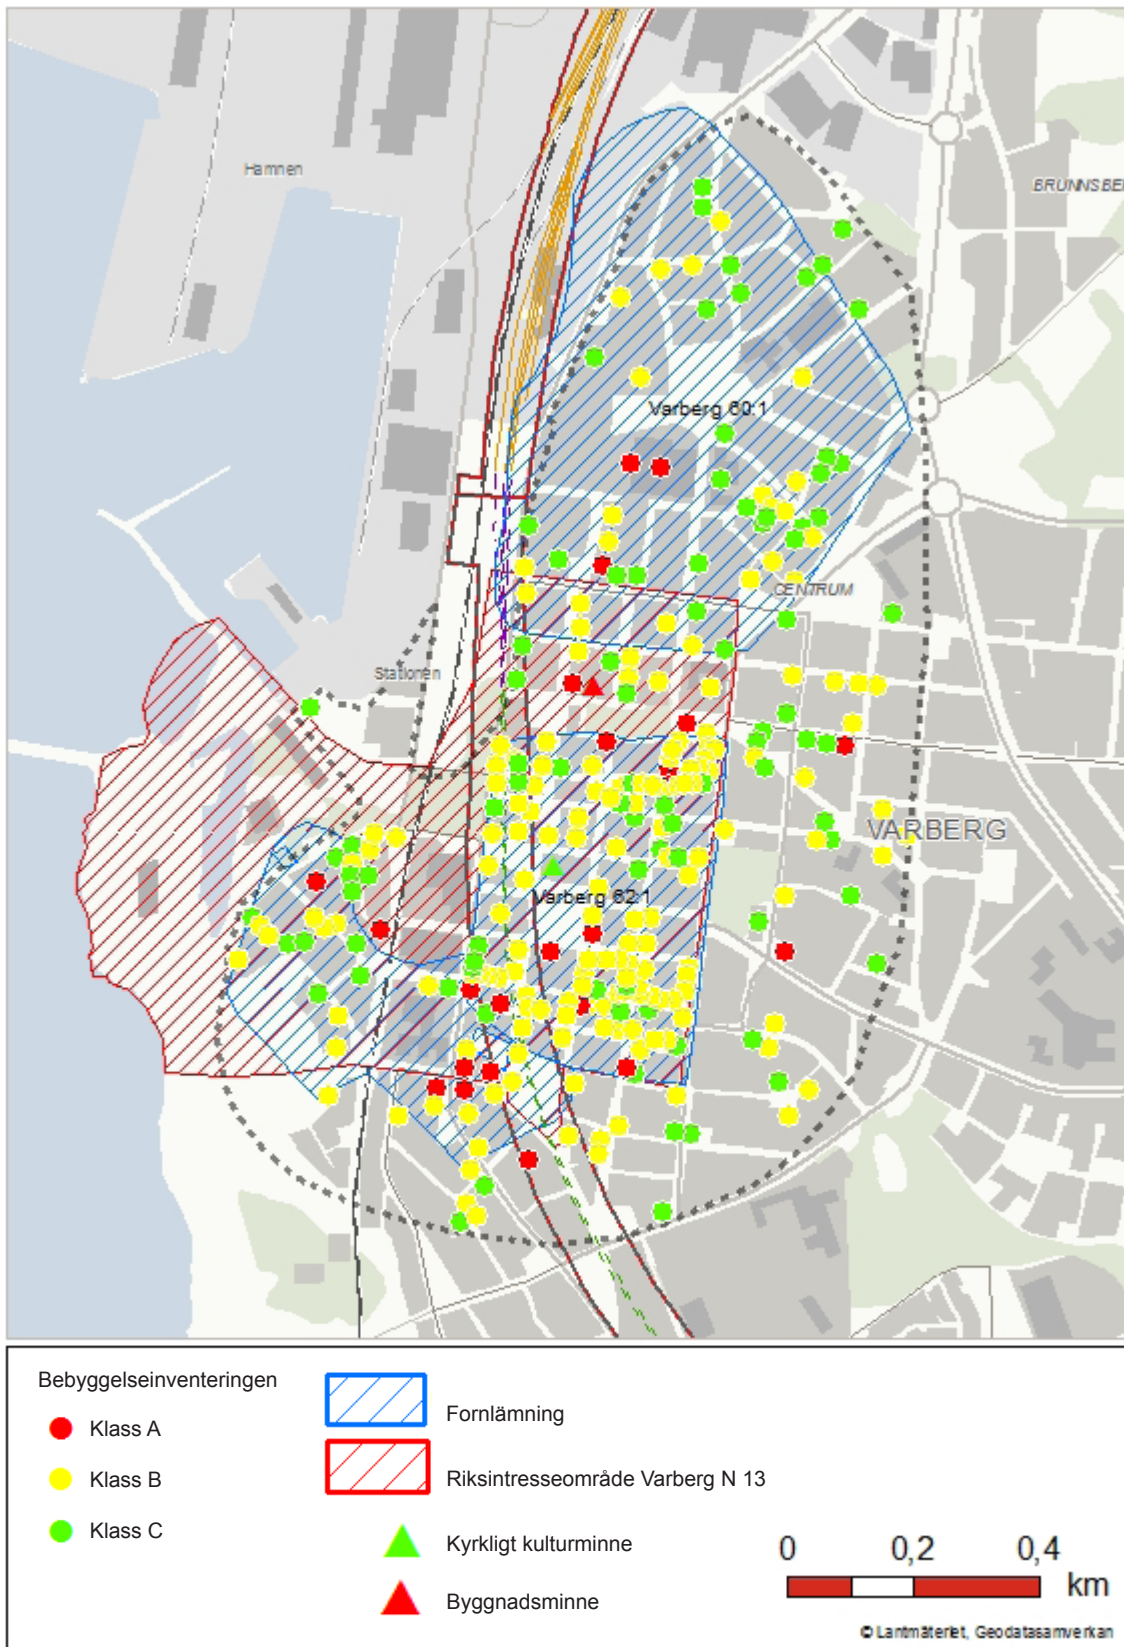 Hamnen
BRUNNSBE
Varberg 60:1
CENTRUM
Stationen
VARBERG
Varberg 62:1
Bebyggelseinventeringen
Klass A
Klass B
Klass C
Fornlämning
Riksintresseområde Varberg N 13
Kyrkligt kulturminne
Byggnadsminne
0 0,2 0,4
km
© Lantmäteriet, Geodatasamverkan